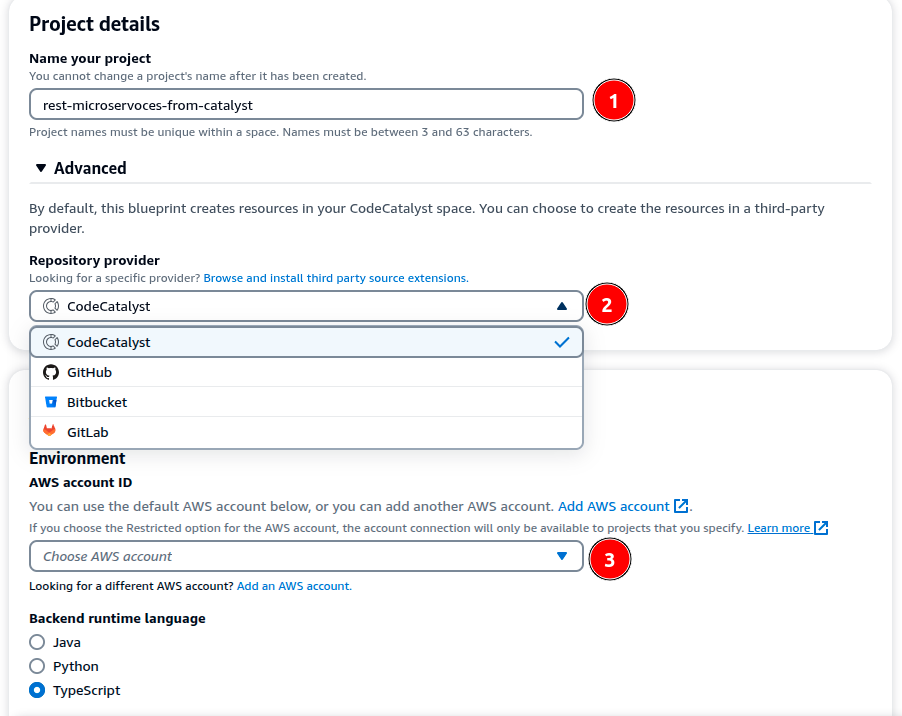 Project details
Name your project
You cannot change a project's name after it has been created.
rest-microservoces-from-catalyst
1
Project names must be unique within a space. Names must be between 3 and 63 characters.
Advanced
By default, this blueprint creates resources in your CodeCatalyst space. You can choose to create the resources in a third-party
provider.
Repository provider
Looking for a specific provider? Browse and install third party source extensions.
CodeCatalyst
2
CodeCatalyst
GitHub
Bitbucket
GitLab
Environment
AWS account ID
You can use the default AWS account below, or you can add another AWS account. Add AWS account.
If you choose the Restricted option for the AWS account, the account connection will only be available to projects that you specify. Learn more
Choose AWS account
3
Looking for a different AWS account? Add an AWS account.
Backend runtime language
Java
Python
TypeScript